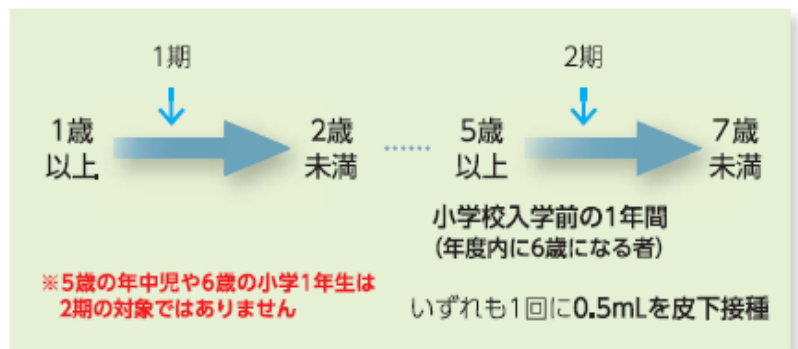 1期
2期
1歳
以上
2歳
未満
……
5歳
以上
7歳
未満
小学校入学前の1年間
(年度内に6歳になる者)
※5歳の年中児や6歳の小学1年生は
2期の対象ではありません
いずれも1回に0.5mLを皮下接種